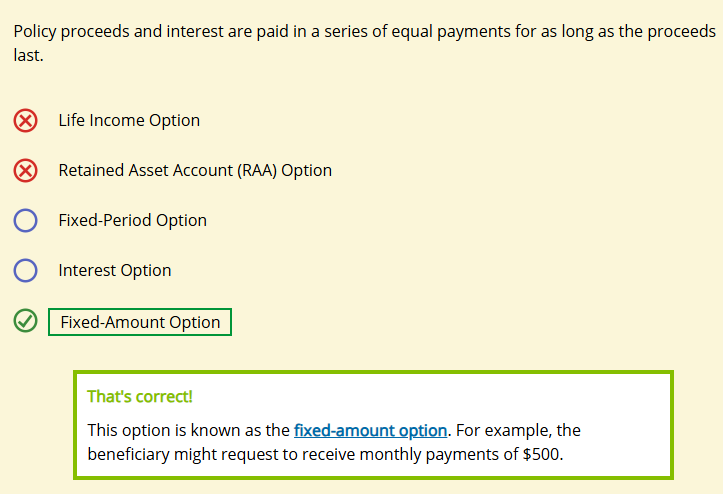 Policy proceeds and interest are paid in a series of equal payments for as long as the proceeds
last.
Life Income Option
Retained Asset Account (RAA) Option
Fixed-Period Option
Interest Option
Fixed-Amount Option
That's correct!
This option is known as the fixed-amount option. For example, the
beneficiary might request to receive monthly payments of $500.